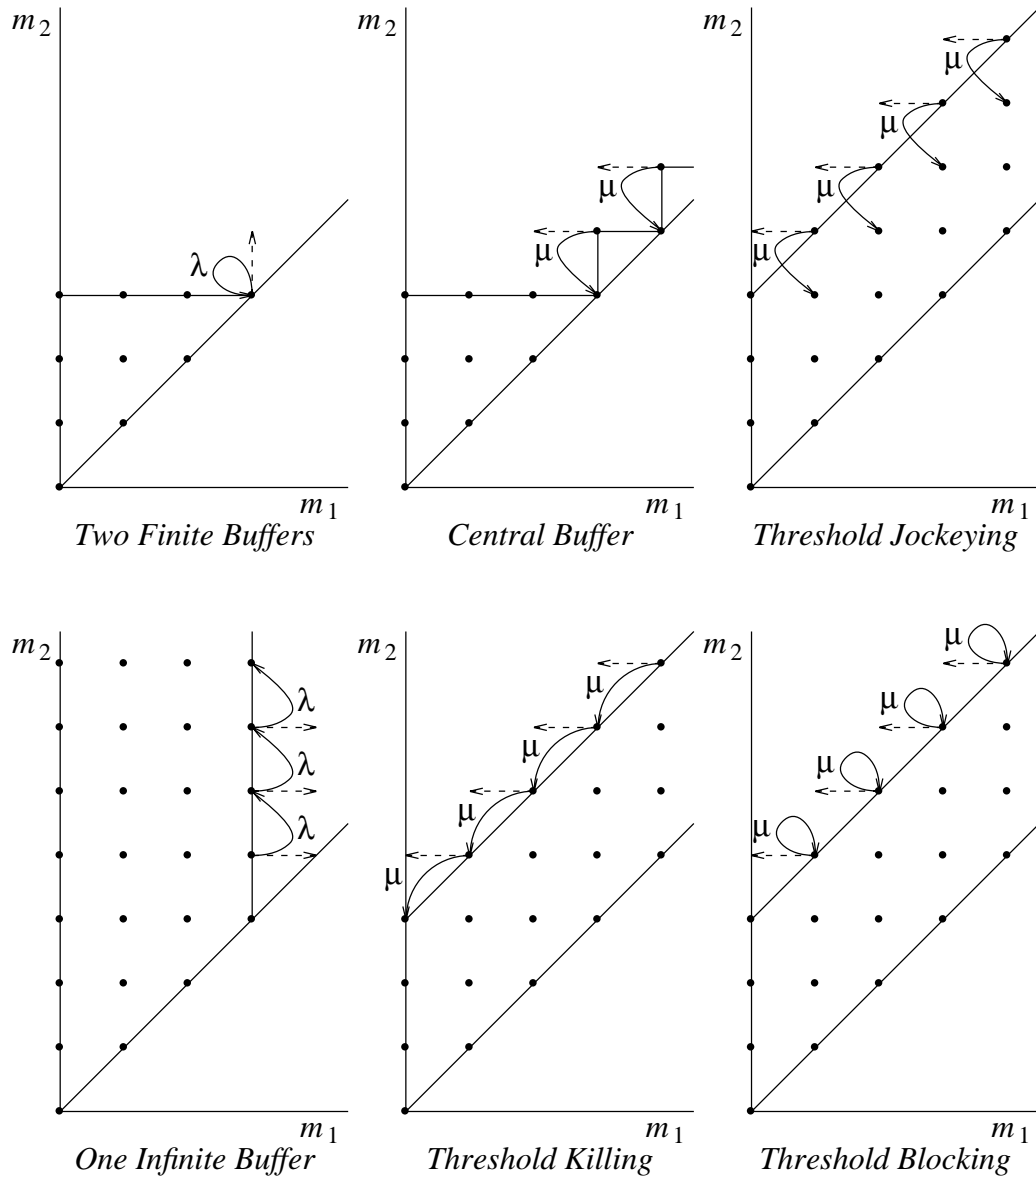 m2
λ
m1
Two Finite Buffers
m2
μ
μ
m1
Central Buffer
m2
μ
μ
μ
μ
m1
Threshold Jockeying
m2
λ
λ
λ
m1
One Infinite Buffer
m2
μ
μ
μ
μ
m1
Threshold Killing
m2
μ
μ
μ
μ
m1
Threshold Blocking